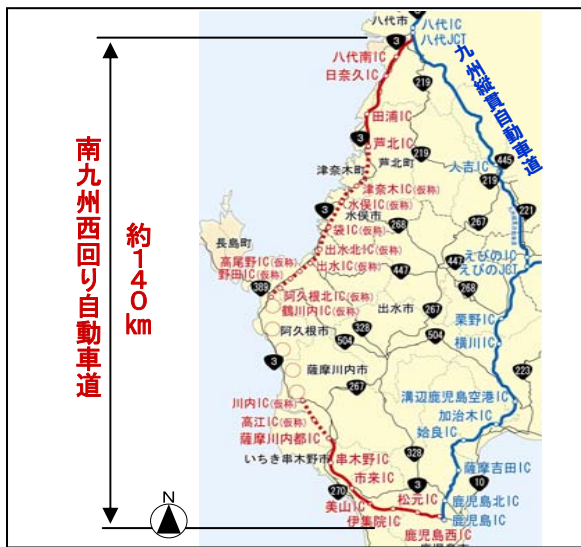 八代市
八代IC
八代JCT
3
八代南IC
日奈久IC
219
九州縦貫自動車道
田浦IC
3
芦北IC
芦北町
219
人吉IC
445
219
津奈木町
津奈木IC(仮称)
水俣IC(仮称)
3
水俣市
袋IC(仮称)
268
267
221
長島町
出水北IC(仮称)
高尾野IC(仮称)
野田IC(仮称)
出水IC(仮称)
447
447
えびのIC
えびのJCT
389
268
阿久根北IC(仮称)
鶴川内IC(仮称)
出水市
267
栗野IC
阿久根市
328
504
504
横川IC
3
薩摩川内市
267
223
川内IC(仮称)
溝辺鹿児島空港IC
高江IC(仮称)
加治木IC
薩摩川内都IC
姶良IC
いちき串木野市
串木野IC
328
市来IC
薩摩吉田IC
10
270
3
美山IC
松元IC
鹿児島北IC
伊集院IC
鹿児島IC
鹿児島西IC
南九州西回り自動車道
約140km
N